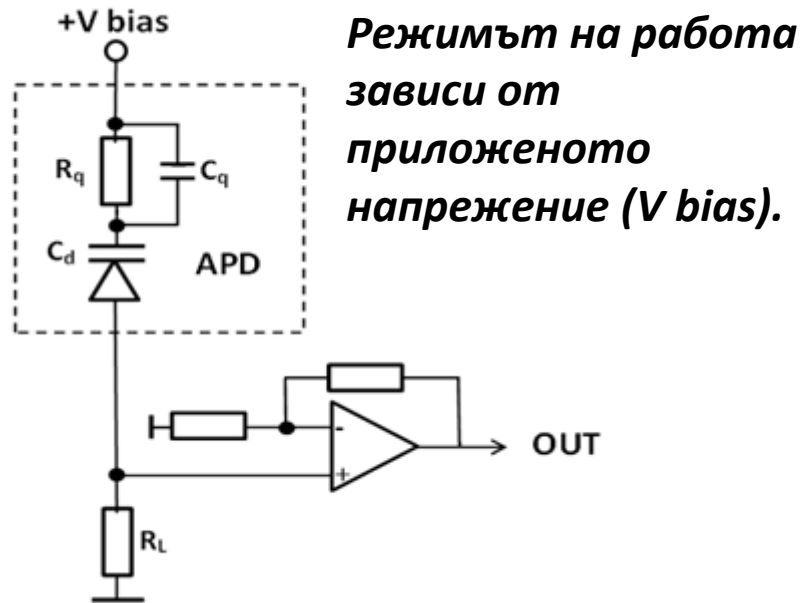 +V bias
Режимът на работа
зависи от
приложеното
напрежение (V bias).
Rq
Cq
Cd
APD
-
+
OUT
RL